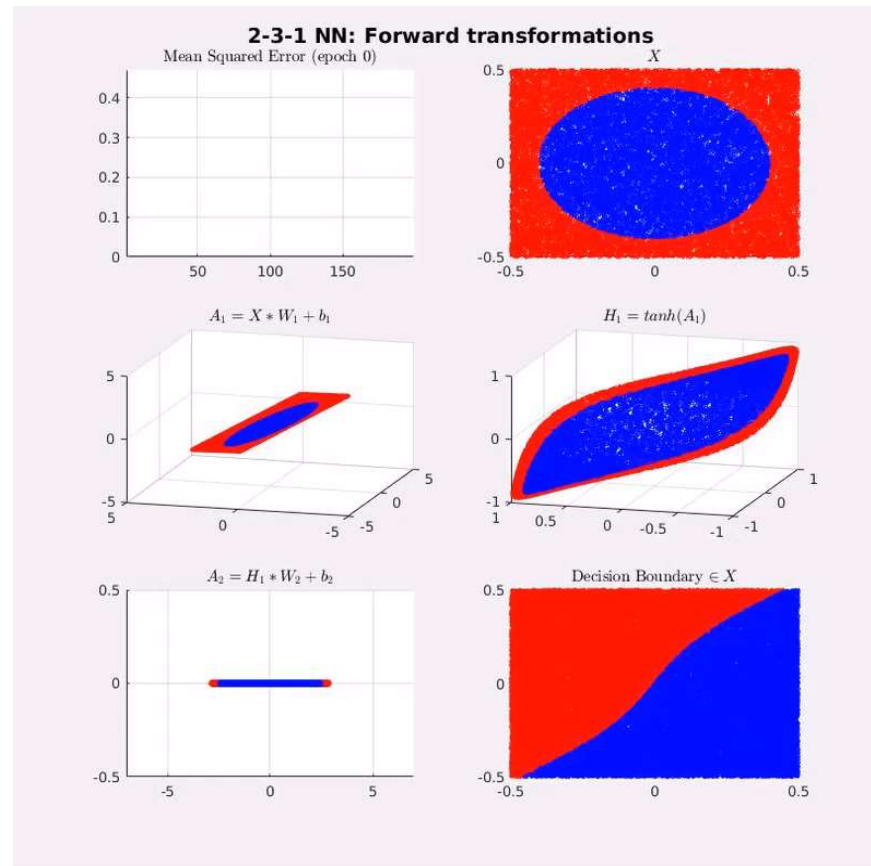 2-3-1 NN: Forward transformations
Mean Squared Error (epoch 0)
0.4
0.3
0.2
0.1
0
50 100 150
X
0.5
0
-0.5
-0.5 0 0.5
A₁ = X ∗ W₁ + b₁
5
0
-5
5 0 -5
-5 0 5
H₁ = tanh(A₁)
1
0
-1
1 0.5 0 -0.5 -1
-1 0 1
A₂ = H₁ ∗ W₂ + b₂
0.5
0
-0.5
-5 0 5
Decision Boundary ∈ X
0.5
0
-0.5
-0.5 0 0.5